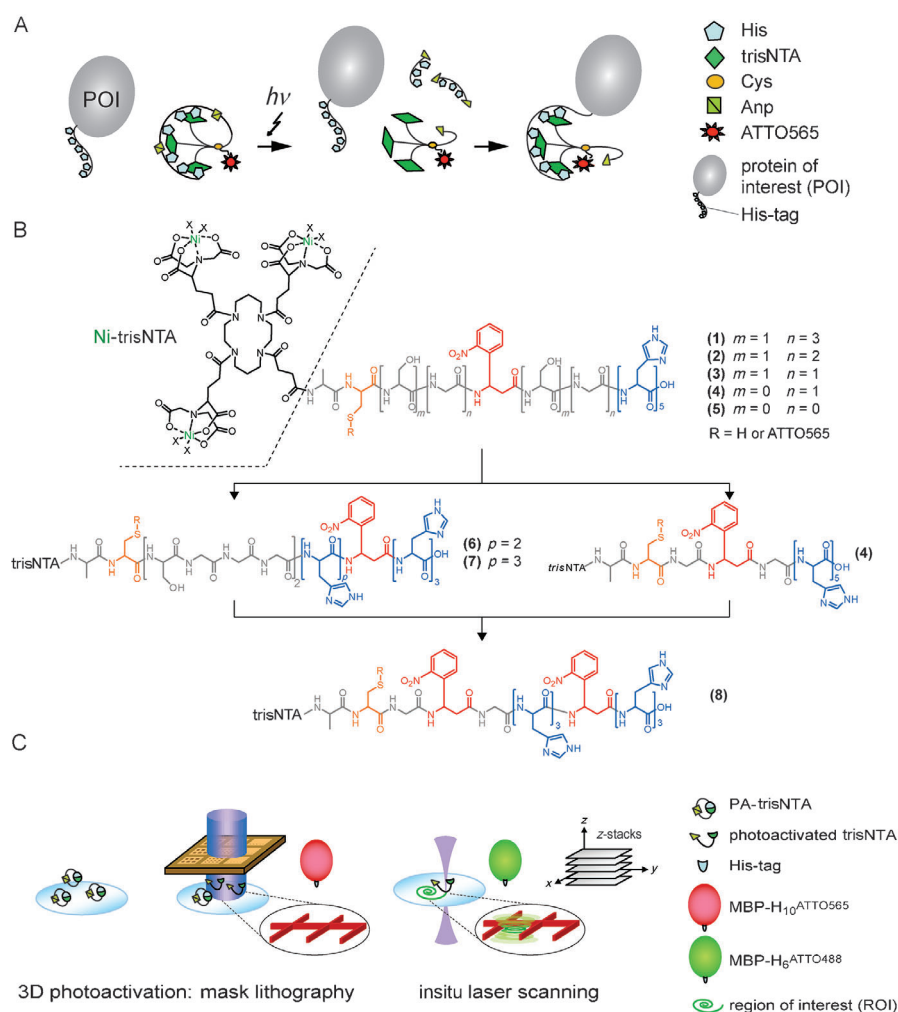 A
POI
hν
His
trisNTA
Cys
Anp
ATTO565
protein of
interest (POI)
His-tag
B
Ni-trisNTA
(1) m = 1 n = 3
(2) m = 1 n = 2
(3) m = 1 n = 1
(4) m = 0 n = 1
(5) m = 0 n = 0
R = H or ATTO565
trisNTA
(6) p = 2
(7) p = 3
trisNTA
(4)
trisNTA
(8)
C
z-stacks
z
x
y
3D photoactivation: mask lithography
insitu laser scanning
PA-trisNTA
photoactivated trisNTA
His-tag
MBP-H10ATTO565
MBP-H6ATTO488
region of interest (ROI)